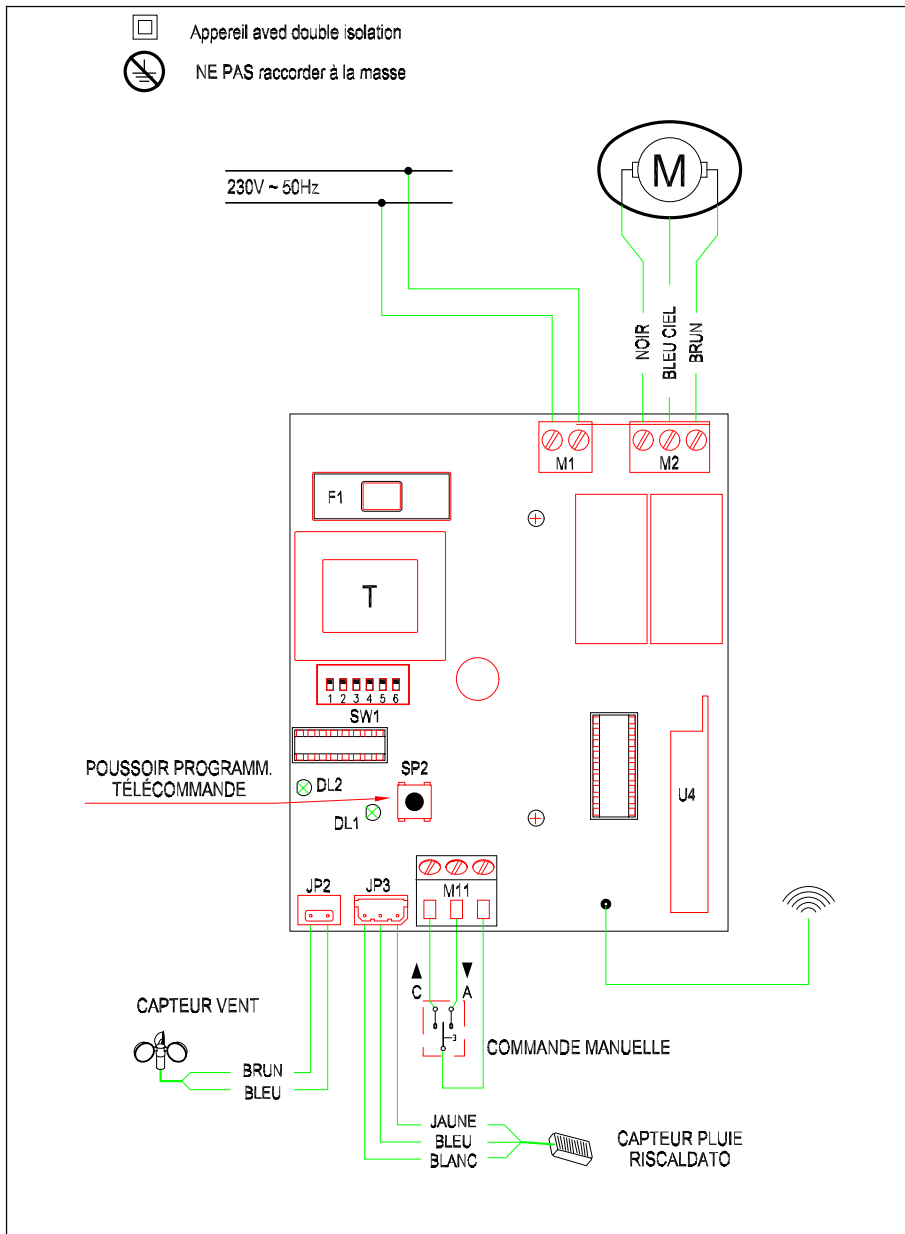 Appareil aved double isolation
NE PAS raccorder à la masse
230V ~ 50Hz
M
NOIR
BLEU CIEL
BRUN
M1
M2
F1
T
1 2 3 4 5 6
SW1
POUSSOIR PROGRAMM.
TÉLÉCOMMANDE
DL2
SP2
DL1
U4
JP2
JP3
M11
C
A
CAPTEUR VENT
3
COMMANDE MANUELLE
BRUN
BLEU
JAUNE
BLEU
BLANC
CAPTEUR PLUIE
RISCALDATO